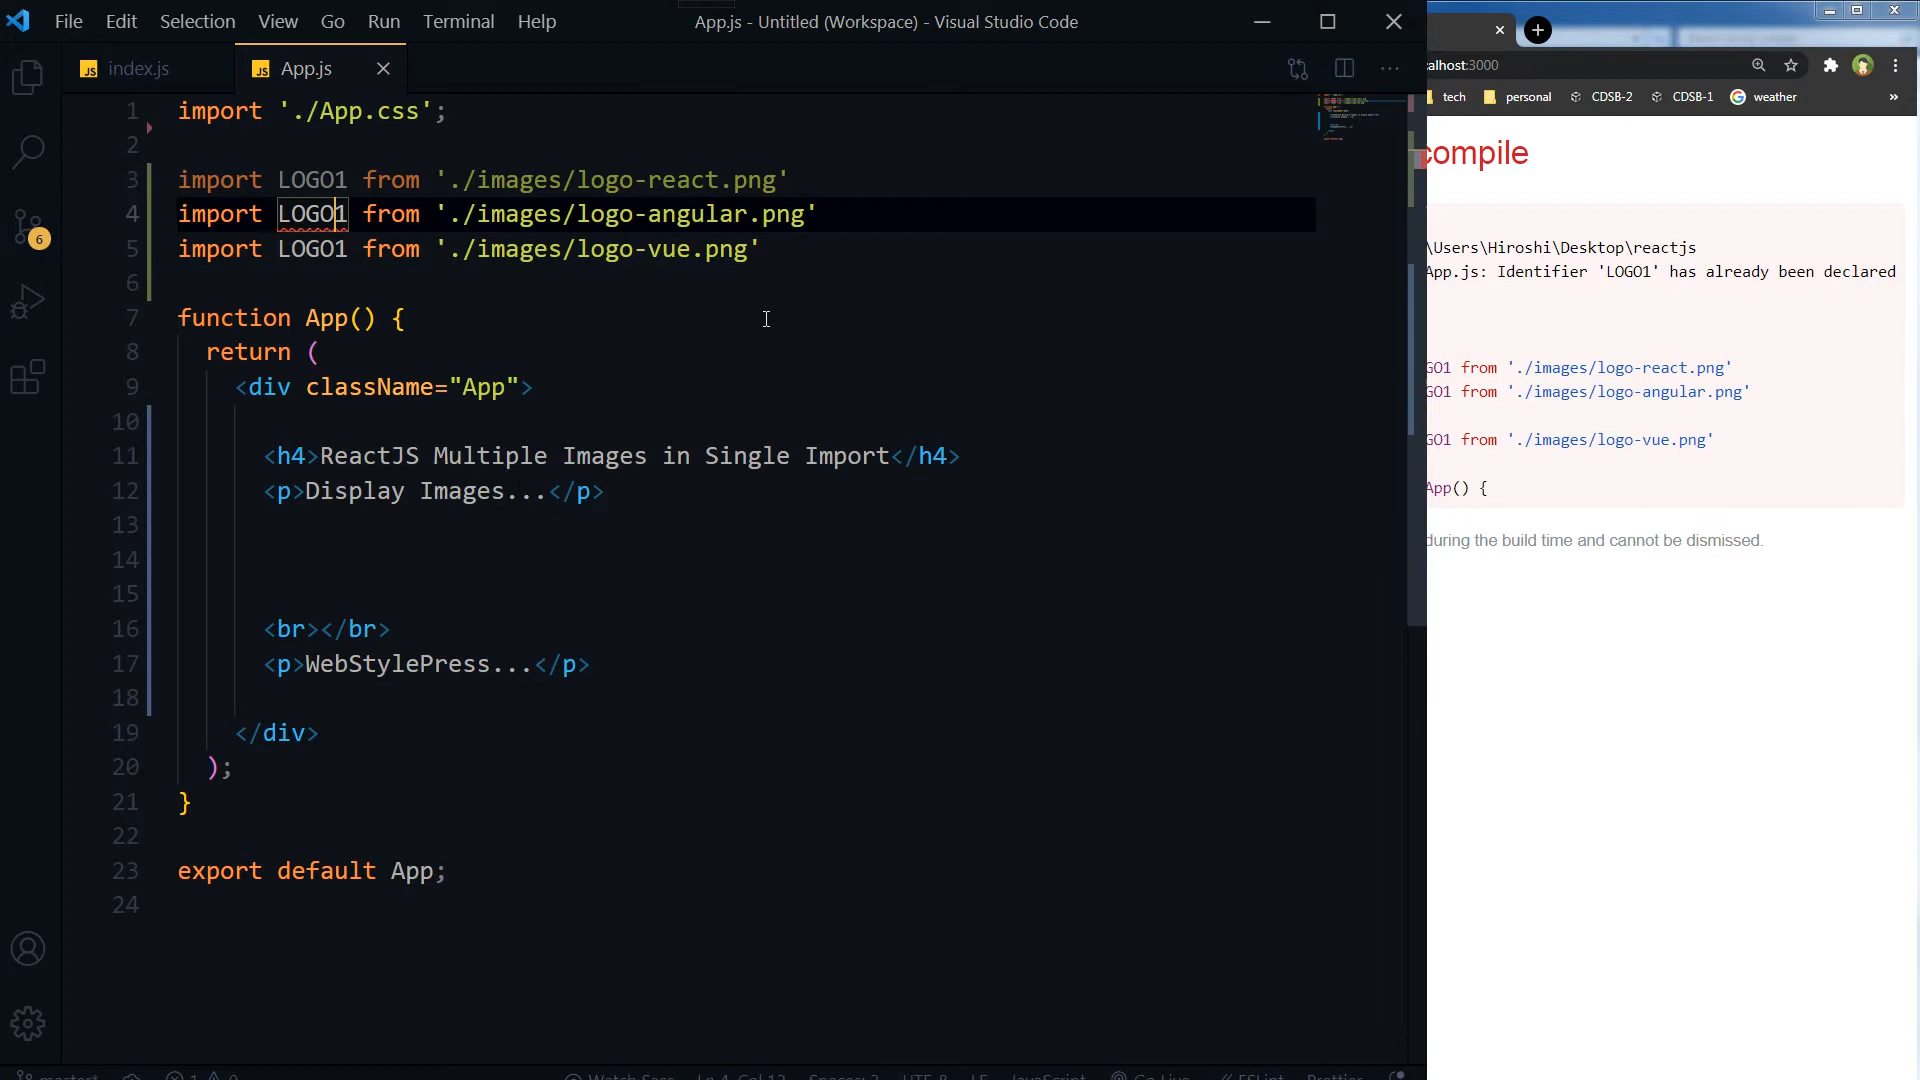 File Edit Selection View Go Run Terminal Help
App.js - Untitled (Workspace) - Visual Studio Code
JS index.js
JS App.js
1 import './App.css';
2
3 import LOGO1 from './images/logo-react.png'
4 import LOGO1 from './images/logo-angular.png'
5 import LOGO1 from './images/logo-vue.png'
6
7 function App() {
8 return (
9 <div className="App">
10
11 <h4>ReactJS Multiple Images in Single Import</h4>
12 <p>Display Images...</p>
13
14
15
16 <br></br>
17 <p>WebStylePress...</p>
18
19 </div>
20 );
21 }
22
23 export default App;
24
6
alhost:3000
tech personal CDSB-2 CDSB-1 weather »
compile
\Users\Hiroshi\Desktop\reactjs
App.js: Identifier 'LOGO1' has already been declared
GO1 from './images/logo-react.png'
GO1 from './images/logo-angular.png'
GO1 from './images/logo-vue.png'
App() {
during the build time and cannot be dismissed.